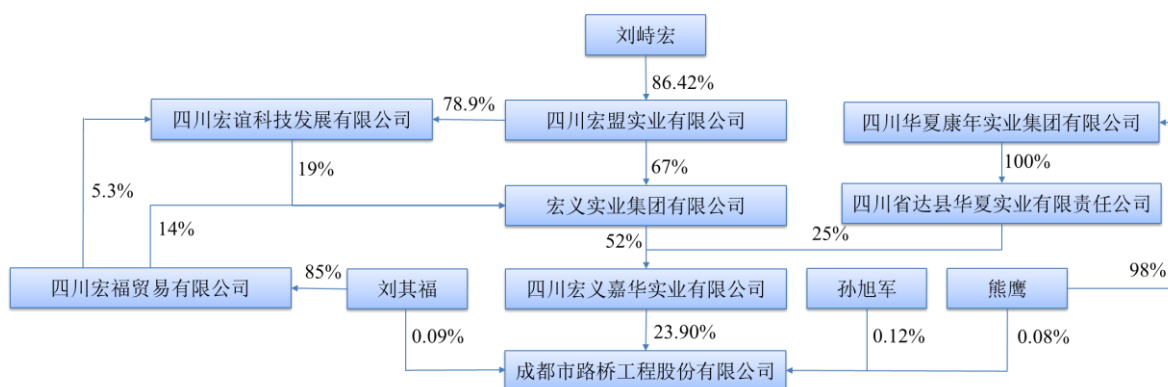 刘峙宏
86.42%
78.9%
四川宏谊科技发展有限公司
四川宏盟实业有限公司
四川华夏康年实业集团有限公司
19%
67%
100%
5.3%
宏义实业集团有限公司
四川省达县华夏实业有限责任公司
14%
52%
25%
四川宏福贸易有限公司
85%
刘其福
四川宏义嘉华实业有限公司
孙旭军
熊鹰
98%
0.09%
23.90%
0.12%
0.08%
成都市路桥工程股份有限公司